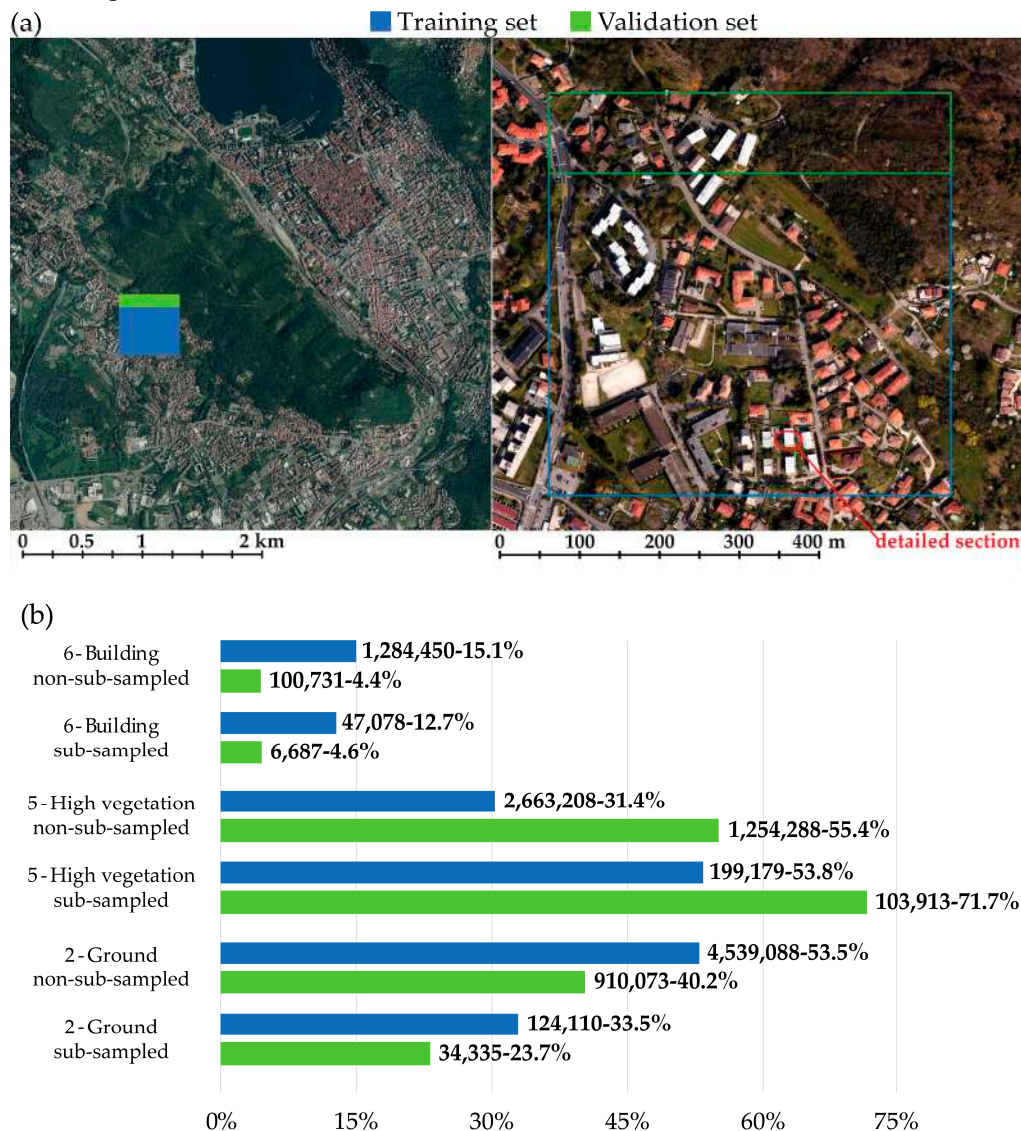 (a)
Training set
Validation set
0 0.5 1 2 km
0 100 200 300 400 m
detailed section
(b)
6-Building
non-sub-sampled
1,284,450-15.1%
100,731-4.4%
6-Building
sub-sampled
47,078-12.7%
6,687-4.6%
5-High vegetation
non-sub-sampled
2,663,208-31.4%
1,254,288-55.4%
5-High vegetation
sub-sampled
199,179-53.8%
103,913-71.7%
2-Ground
non-sub-sampled
4,539,088-53.5%
910,073-40.2%
2-Ground
sub-sampled
124,110-33.5%
34,335-23.7%
0% 15% 30% 45% 60% 75%